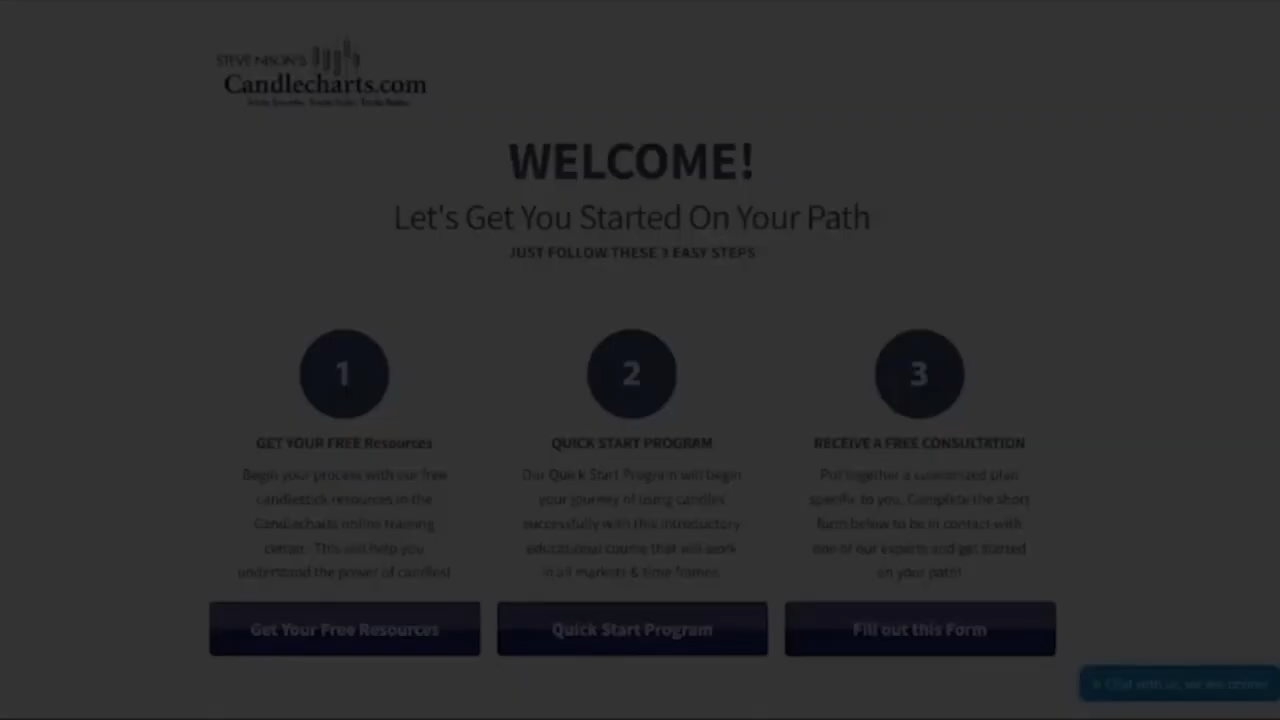 STEVE NISON'S
Candlecharts.com
WELCOME!
Let's Get You Started On Your Path
JUST FOLLOW THESE 3 EASY STEPS
1
2
3
GET YOUR FREE Resources
Begin your process with our free
candlestick resources in the
Candlecharts online training
center. This will help you
understand the power of candles!
QUICK START PROGRAM
Our Quick Start Program will begin
your journey of using candles
successfully with this introductory
educational course that will work
in all markets & time frames.
RECEIVE A FREE CONSULTATION
Put together a customized plan
specific to you. Complete the short
form below to be in contact with
one of our experts and get started
on your path!
Get Your Free Resources
Quick Start Program
Fill out this Form
Chat with us, we are online!